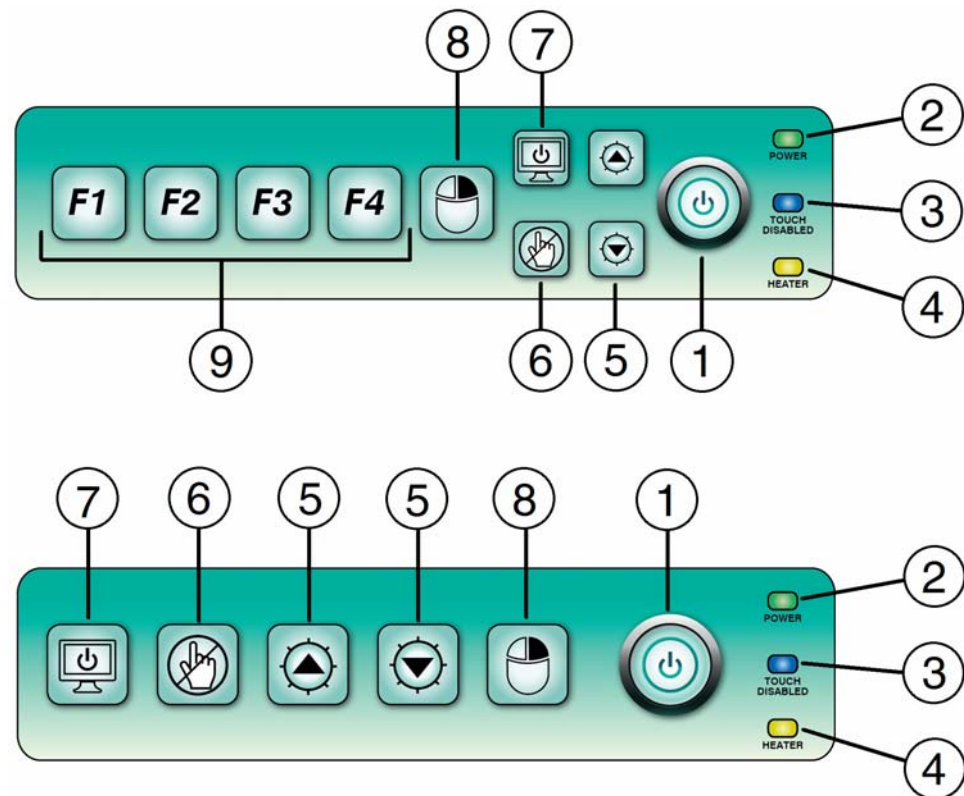 8 7
2
POWER
F1 F2 F3 F4
3
TOUCH
DISABLED
HEATER
4
9 6 5 1
7 6 5 5 8 1
2
POWER
3
TOUCH
DISABLED
HEATER
4